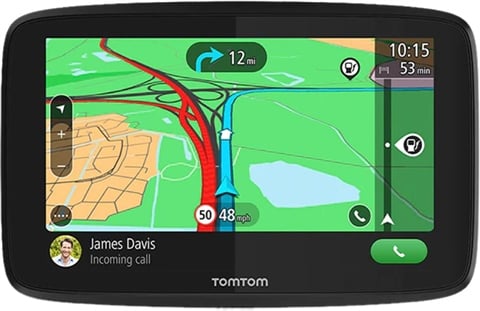 12 mi
10:15
53 min
+
−
50
48 mph
James Davis
Incoming call
TOMTOM